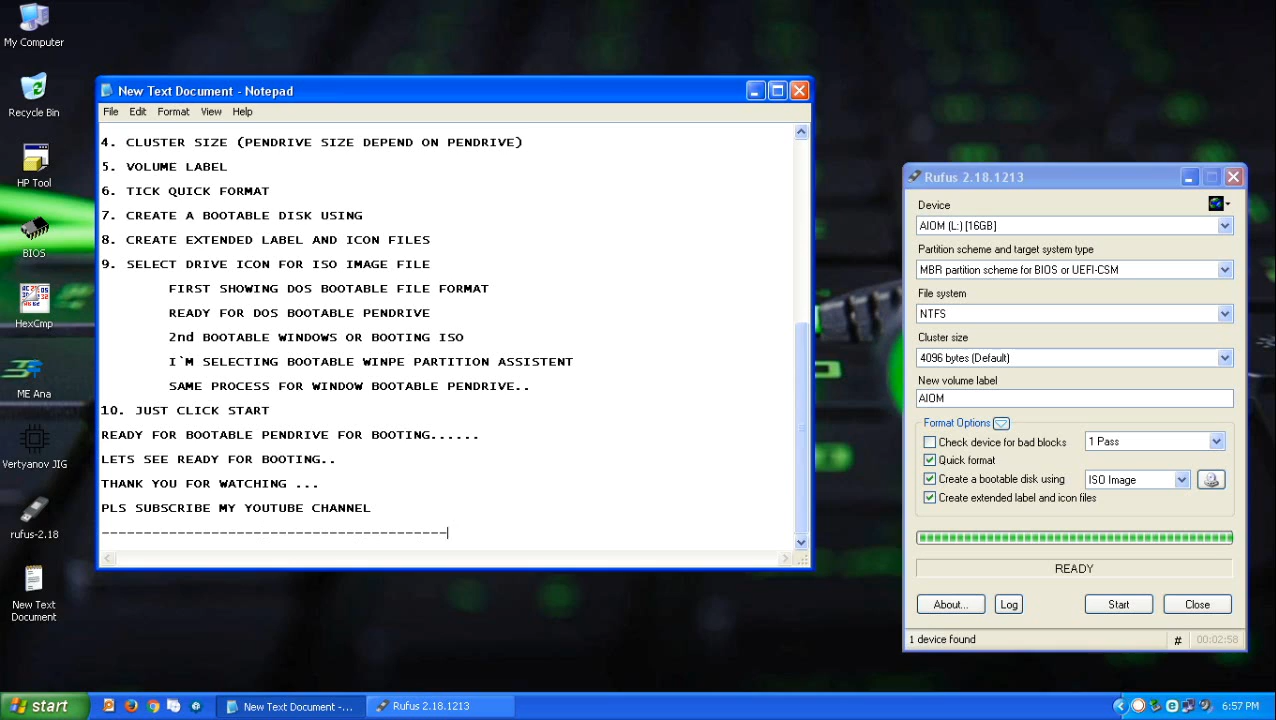 My Computer
Recycle Bin
HP Tool
BIOS
HexCmp
ME Ana
Vertyanov JIG
rufus-2.18
New Text
Document
New Text Document - Notepad
File Edit Format View Help
4. CLUSTER SIZE (PENDRIVE SIZE DEPEND ON PENDRIVE)
5. VOLUME LABEL
6. TICK QUICK FORMAT
7. CREATE A BOOTABLE DISK USING
8. CREATE EXTENDED LABEL AND ICON FILES
9. SELECT DRIVE ICON FOR ISO IMAGE FILE
FIRST SHOWING DOS BOOTABLE FILE FORMAT
READY FOR DOS BOOTABLE PENDRIVE
2nd BOOTABLE WINDOWS OR BOOTING ISO
I`M SELECTING BOOTABLE WINPE PARTITION ASSISTENT
SAME PROCESS FOR WINDOW BOOTABLE PENDRIVE..
10. JUST CLICK START
READY FOR BOOTABLE PENDRIVE FOR BOOTING......
LETS SEE READY FOR BOOTING..
THANK YOU FOR WATCHING ...
PLS SUBSCRIBE MY YOUTUBE CHANNEL
-----------------------------------------
Rufus 2.18.1213
Device
AIOM (L:) [16GB]
Partition scheme and target system type
MBR partition scheme for BIOS or UEFI-CSM
File system
NTFS
Cluster size
4096 bytes (Default)
New volume label
AIOM
Format Options
Check device for bad blocks 1 Pass
Quick format
Create a bootable disk using ISO Image
Create extended label and icon files
READY
About... Log Start Close
1 device found # 00:02:58
start New Text Document -... Rufus 2.18.1213 6:57 PM